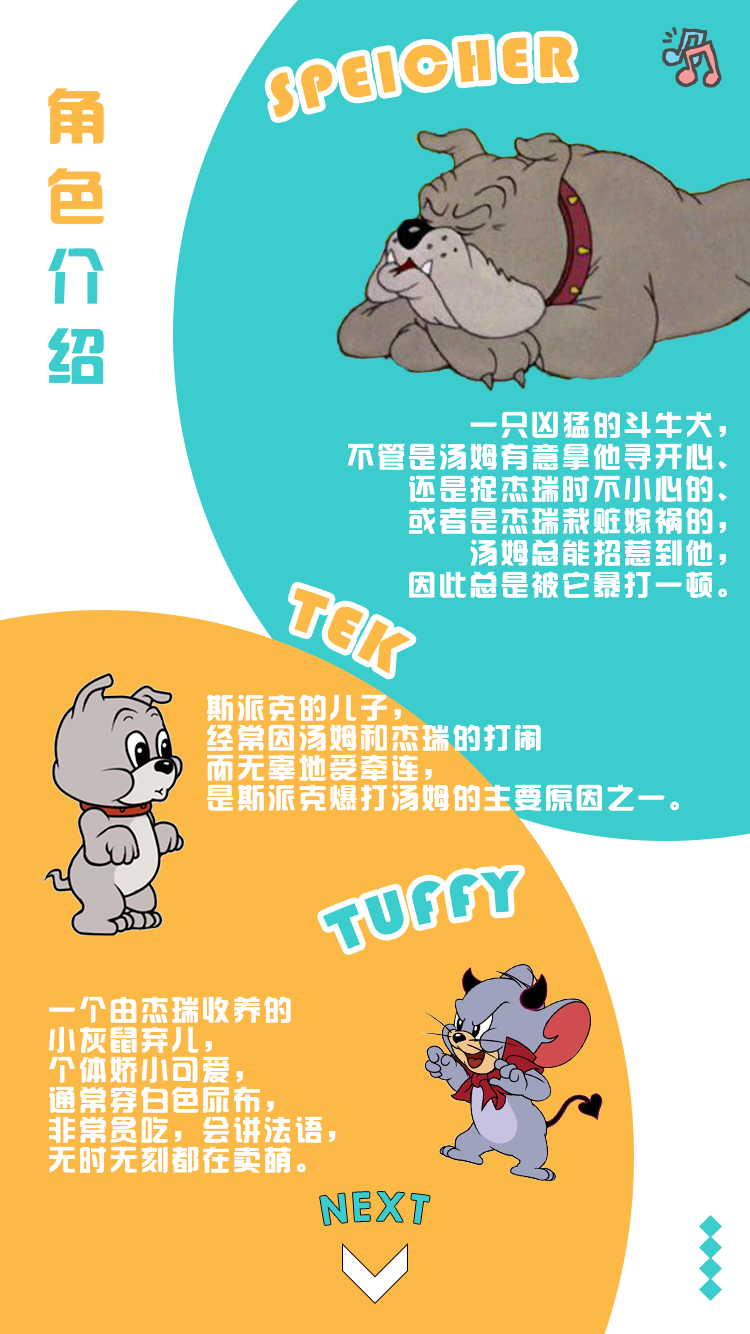 角色介绍
SPEICHER
一只凶猛的斗牛犬，
不管是汤姆有意拿他寻开心、
还是捉杰瑞时不小心的、
或者是杰瑞栽赃嫁祸的，
汤姆总能招惹到他，
因此总是被它暴打一顿。
TEK
斯派克的儿子，
经常因汤姆和杰瑞的打闹
而无辜地受牵连，
是斯派克爆打汤姆的主要原因之一。
TUFFY
一个由杰瑞收养的
小灰鼠弃儿，
个体娇小可爱，
通常穿白色尿布，
非常贪吃，会讲法语，
无时无刻都在卖萌。
NEXT